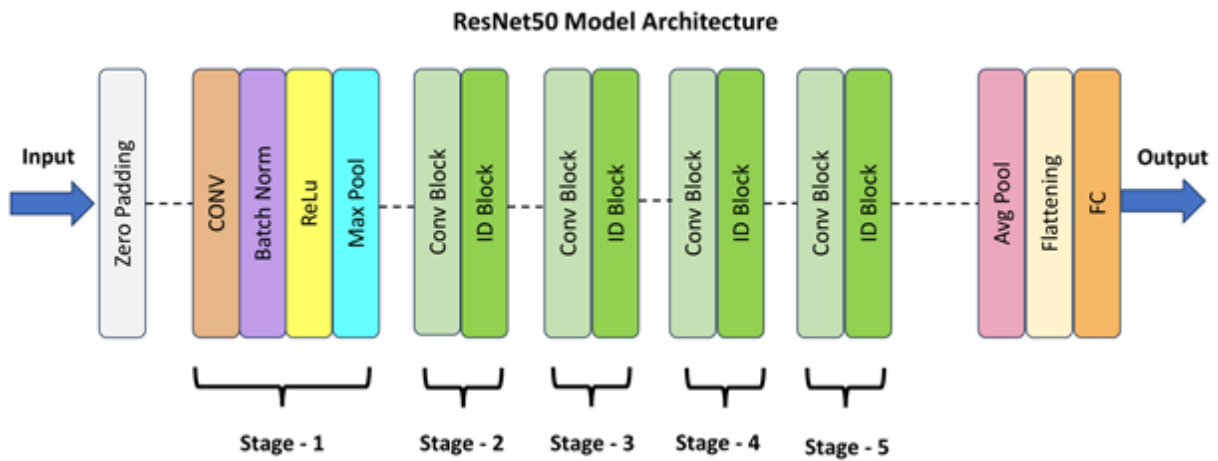 ResNet50 Model Architecture
Input
Zero Padding
CONV
Batch Norm
ReLu
Max Pool
Conv Block
ID Block
Conv Block
ID Block
Conv Block
ID Block
Conv Block
ID Block
Avg Pool
Flattening
FC
Output
Stage - 1
Stage - 2
Stage - 3
Stage - 4
Stage - 5